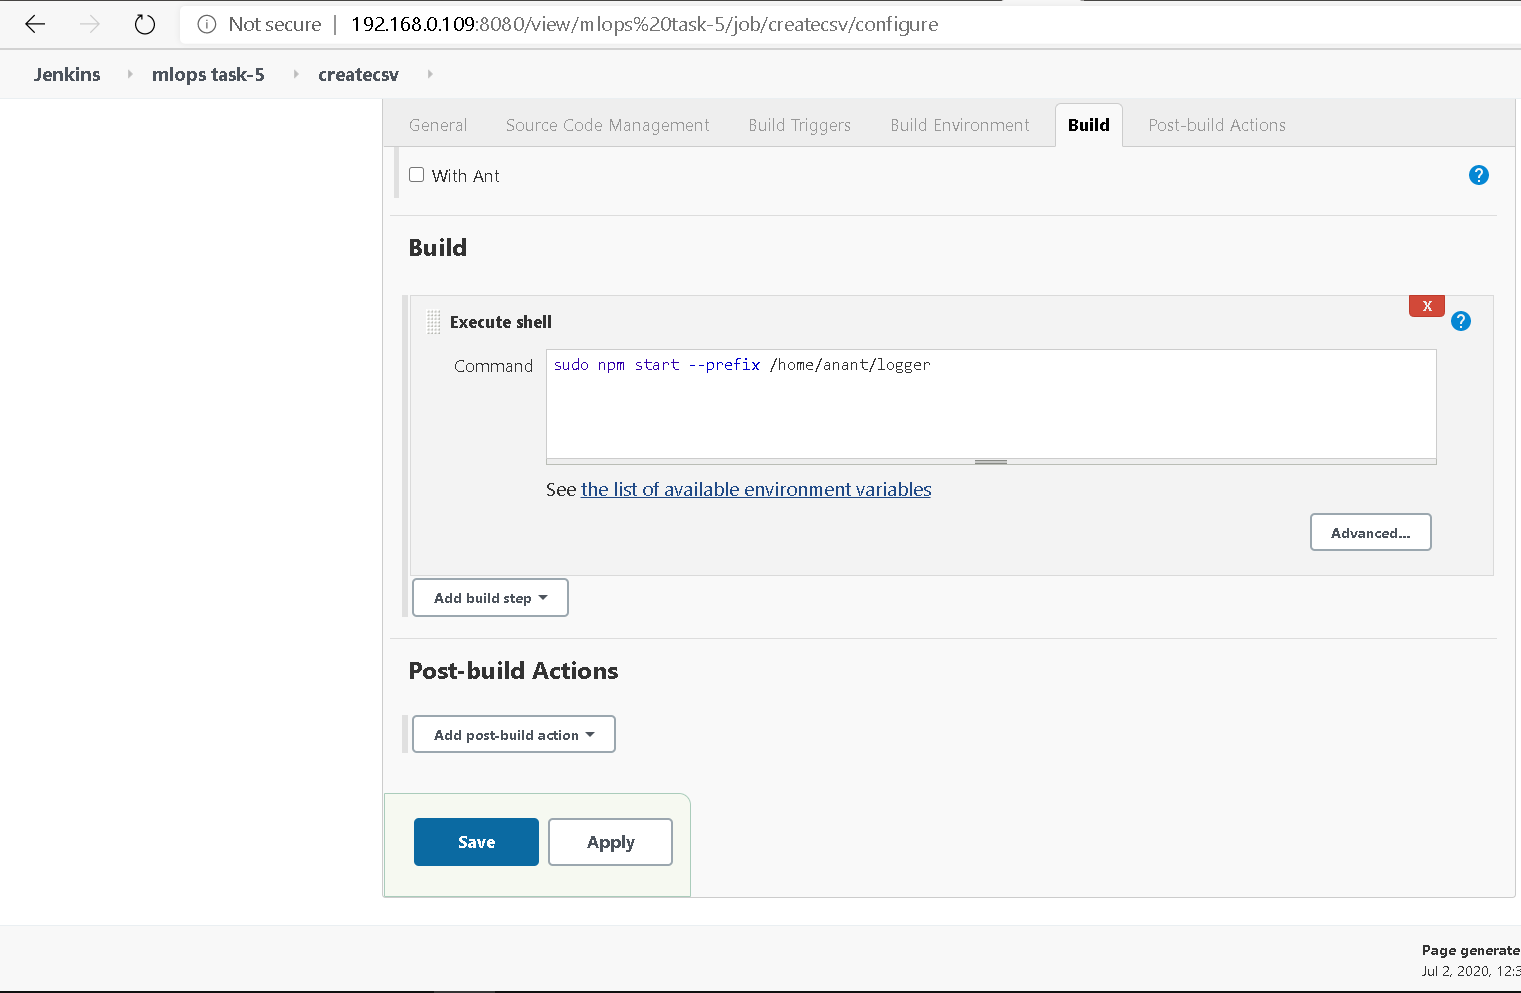 Not secure | 192.168.0.109:8080/view/mlops%20task-5/job/createcsv/configure
Jenkins mlops task-5 createcsv
General Source Code Management Build Triggers Build Environment Build Post-build Actions
With Ant
?
Build
X
Execute shell
?
Command sudo npm start --prefix /home/anant/logger
See the list of available environment variables
Advanced...
Add build step
Post-build Actions
Add post-build action
Save Apply
Page generate
Jul 2, 2020, 12:3